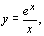 y = e^x / x,